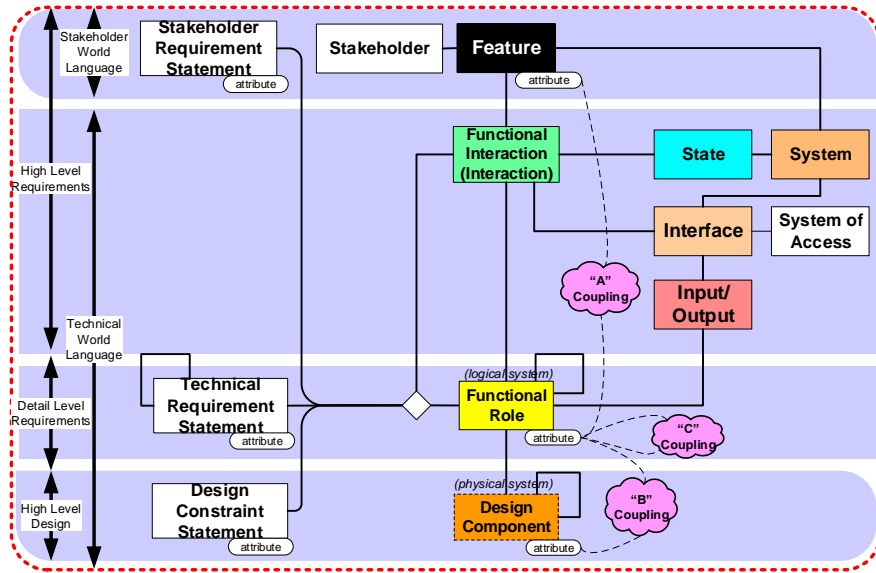 Stakeholder
World
Language
Stakeholder
Requirement
Statement
attribute
Stakeholder
Feature
attribute
High Level
Requirements
Functional
Interaction
(Interaction)
State
System
Interface
System of
Access
“A”
Coupling
Input/
Output
Technical
World
Language
Detail Level
Requirements
Technical
Requirement
Statement
attribute
(logical system)
Functional
Role
attribute
“C”
Coupling
High Level
Design
Design
Constraint
Statement
attribute
(physical system)
Design
Component
attribute
“B”
Coupling